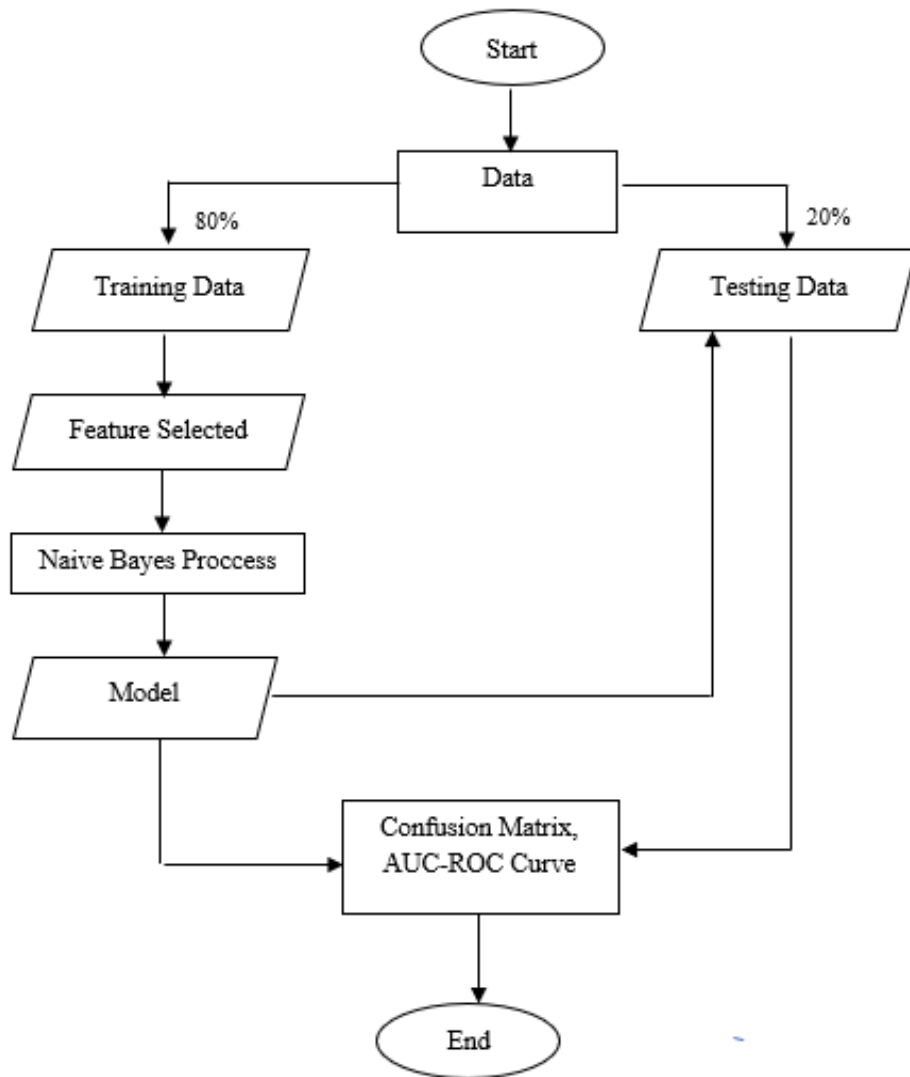 Start
Data
80%
20%
Training Data
Testing Data
Feature Selected
Naive Bayes Proccess
Model
Confusion Matrix,
AUC-ROC Curve
End